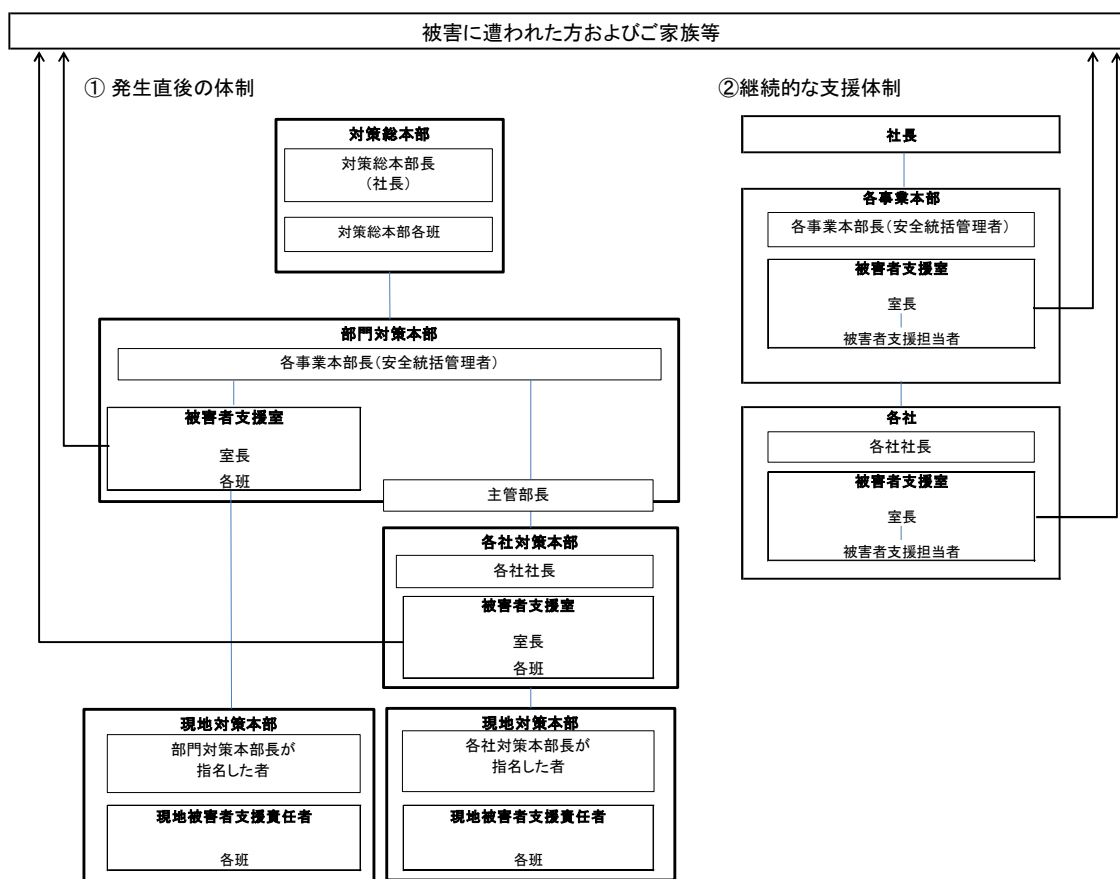 被害に遭われた方およびご家族等
① 発生直後の体制
対策総本部
対策総本部長
（社長）
対策総本部各班
部門対策本部
各事業本部長（安全統括管理者）
被害者支援室
室長
各班
主管部長
各社対策本部
各社社長
被害者支援室
室長
各班
現地対策本部
部門対策本部長が
指名した者
現地被害者支援責任者
各班
現地対策本部
各社対策本部長が
指名した者
現地被害者支援責任者
各班
②継続的な支援体制
社長
各事業本部
各事業本部長（安全統括管理者）
被害者支援室
室長
被害者支援担当者
各社
各社社長
被害者支援室
室長
被害者支援担当者